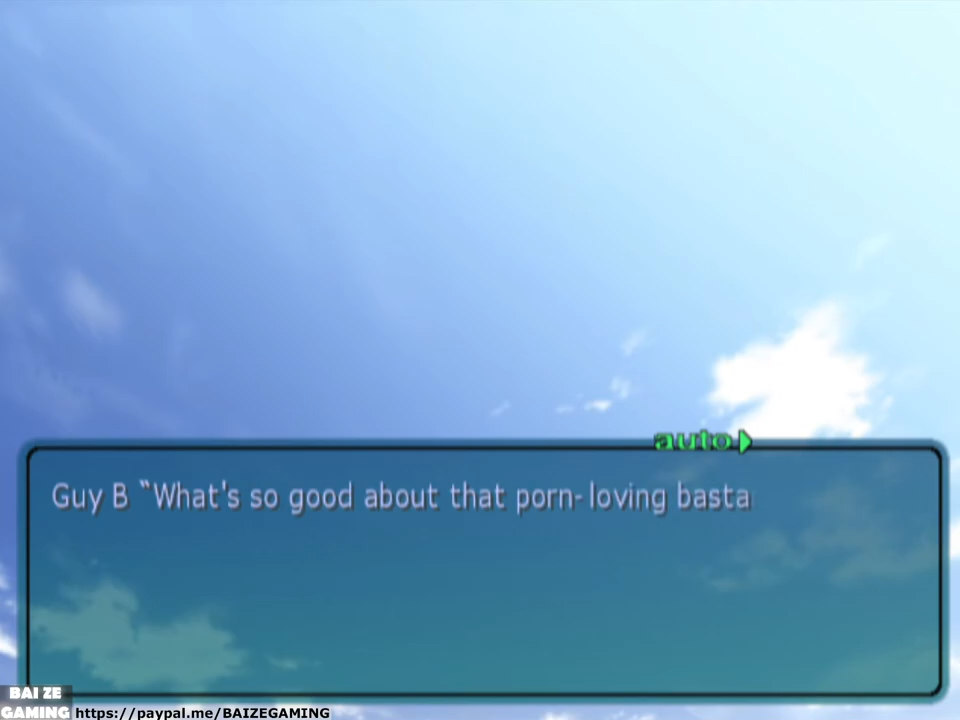 auto
Guy B “What's so good about that porn-loving basta
BAI ZE
GAMING https://paypal.me/BAIZEGAMING